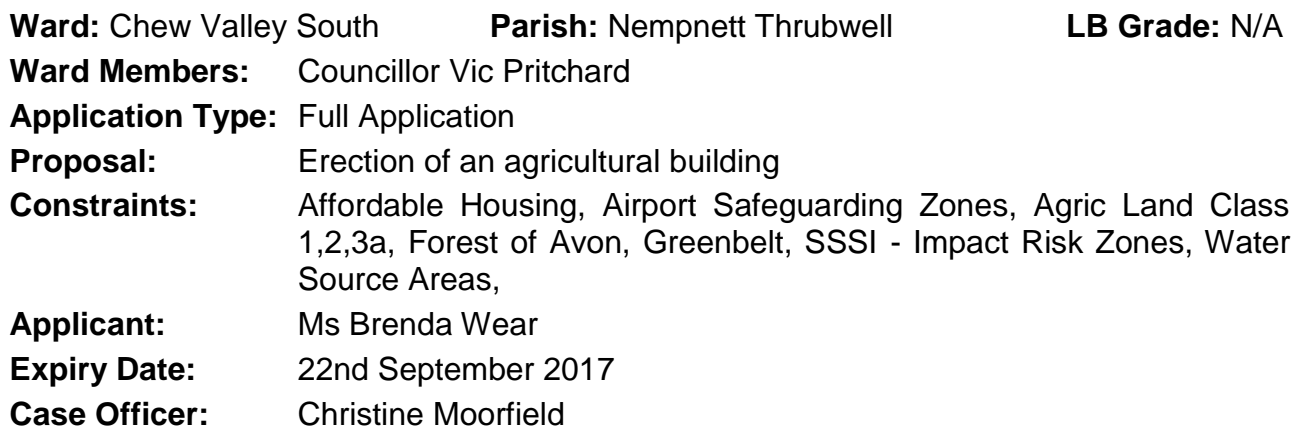 Ward: Chew Valley South Parish: Nempnett Thrubwell LB Grade: N/A
Ward Members: Councillor Vic Pritchard
Application Type: Full Application
Proposal: Erection of an agricultural building
Constraints: Affordable Housing, Airport Safeguarding Zones, Agric Land Class
1,2,3a, Forest of Avon, Greenbelt, SSSI - Impact Risk Zones, Water
Source Areas,
Applicant: Ms Brenda Wear
Expiry Date: 22nd September 2017
Case Officer: Christine Moorfield